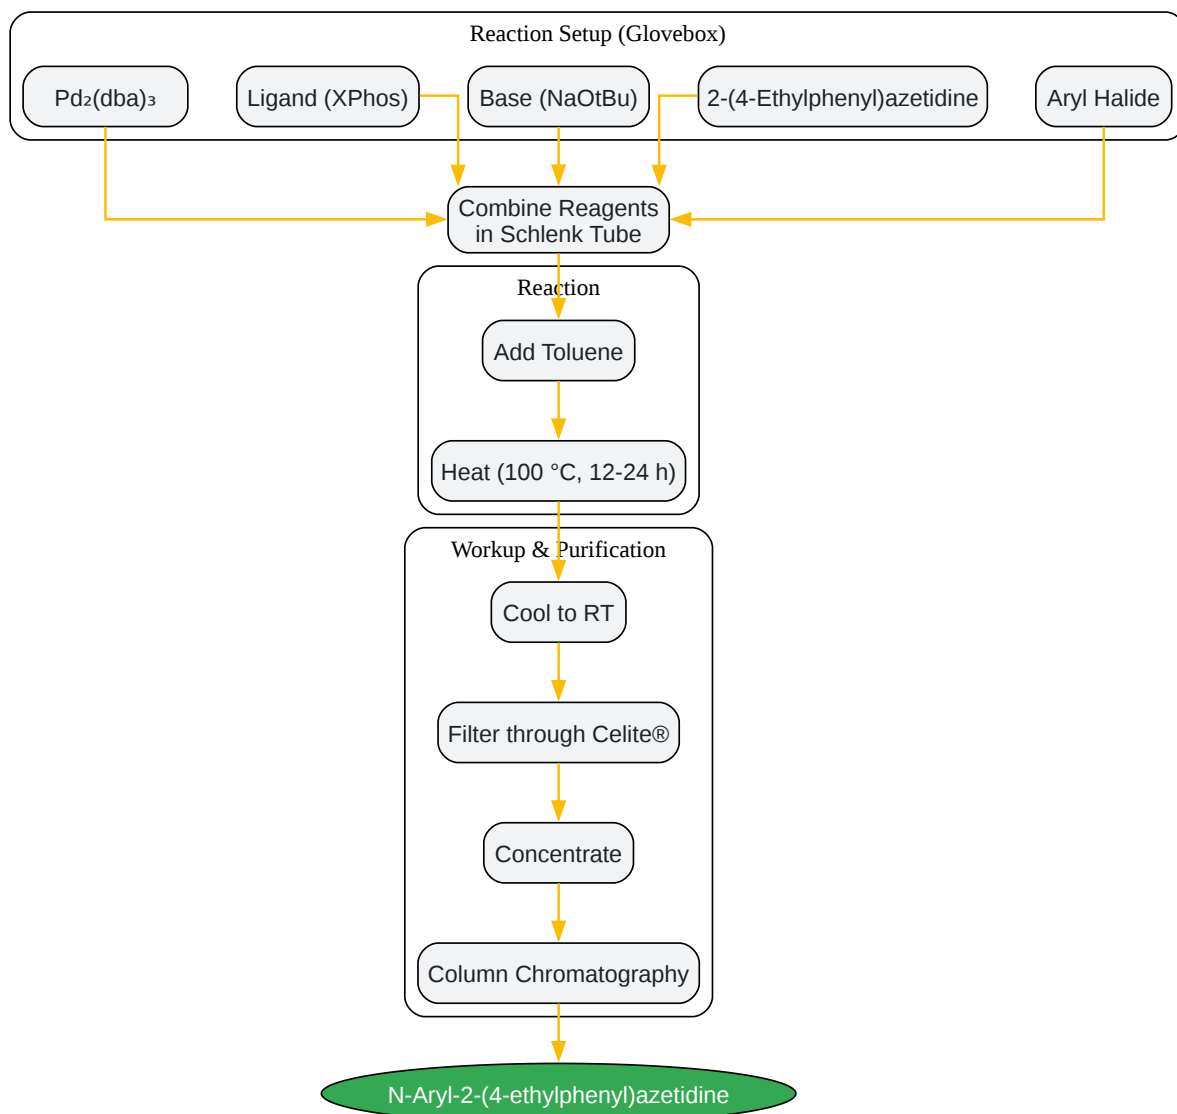 Reaction Setup (Glovebox)
Pd₂(dba)₃
Ligand (XPhos)
Base (NaOtBu)
2-(4-Ethylphenyl)azetidine
Aryl Halide
Combine Reagents
in Schlenk Tube
Reaction
Add Toluene
Heat (100 °C, 12-24 h)
Workup & Purification
Cool to RT
Filter through Celite®
Concentrate
Column Chromatography
N-Aryl-2-(4-ethylphenyl)azetidine